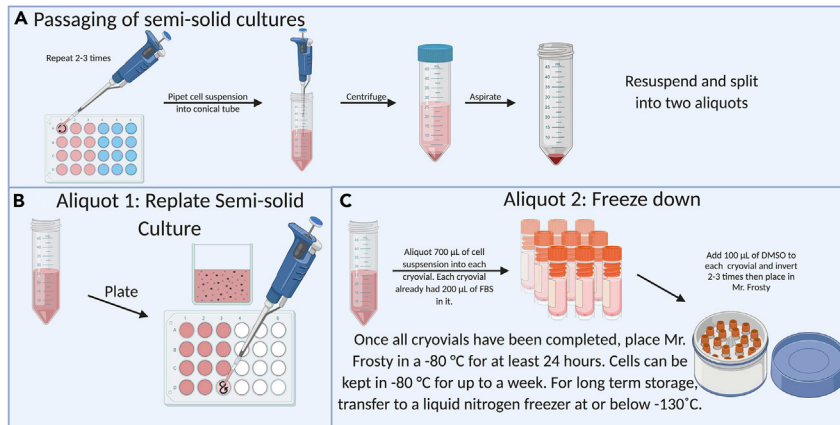 A Passaging of semi-solid cultures
Repeat 2-3 times
Pipet cell suspension
into conical tube
Centrifuge
Aspirate
Resuspend and split
into two aliquots
B Aliquot 1: Replate Semi-solid
Culture
Plate
C Aliquot 2: Freeze down
Aliquot 700 µL of cell
suspsension into each
cryovial. Each cryovial
already had 200 µL of FBS
in it.
Add 100 µL of DMSO to
each cryovial and invert
2-3 times then place in
Mr. Frosty
Once all cryovials have been completed, place Mr.
Frosty in a -80 °C for at least 24 hours. Cells can be
kept in -80 °C for up to a week. For long term storage,
transfer to a liquid nitrogen freezer at or below -130˚C.